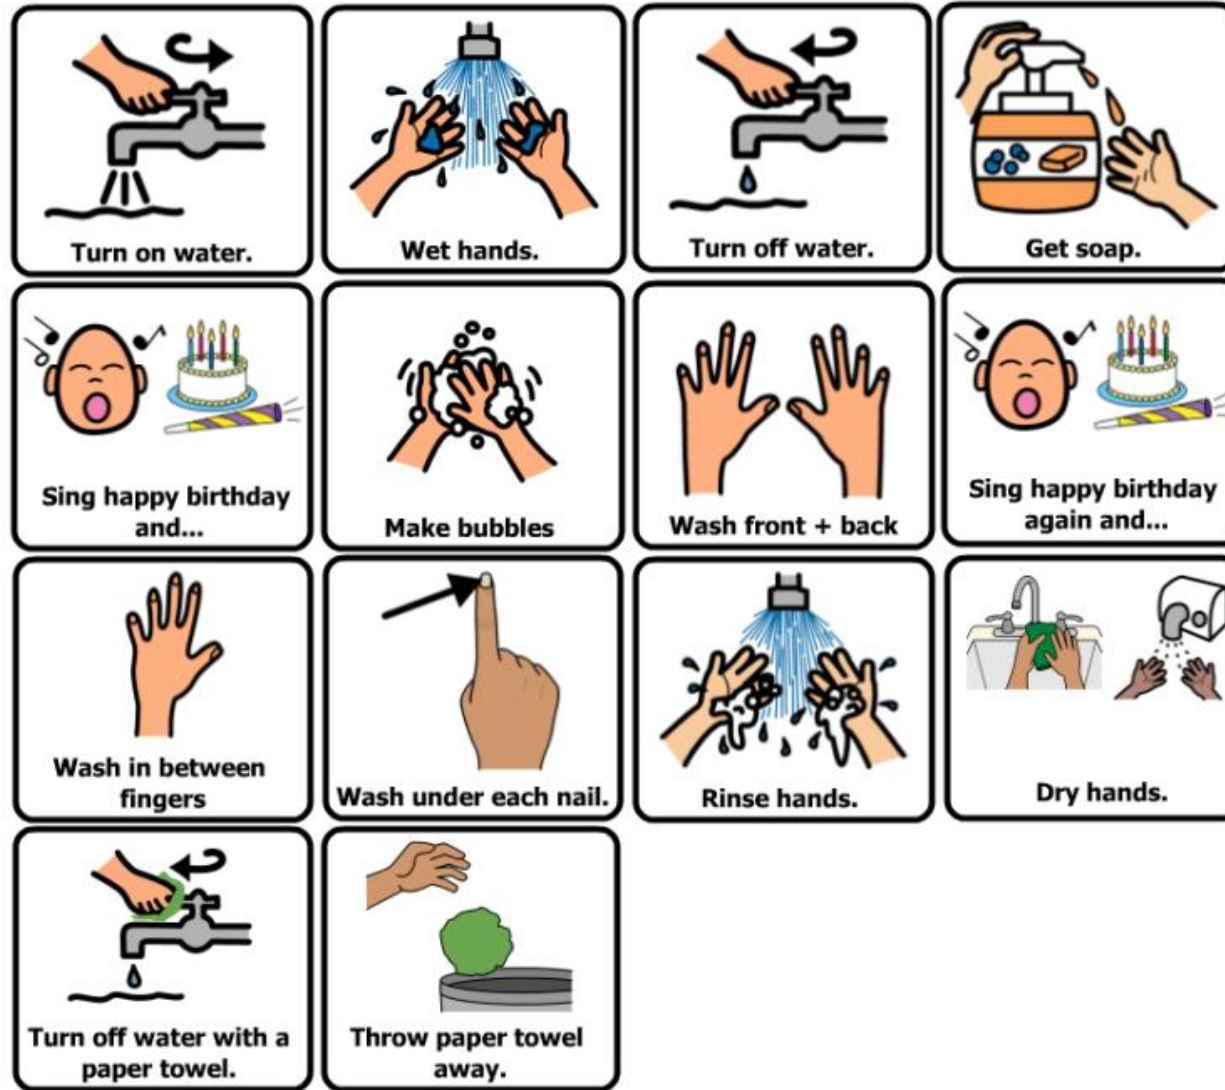 Turn on water.
Wet hands.
Turn off water.
Get soap.
Sing happy birthday
and...
Make bubbles
Wash front + back
Sing happy birthday
again and...
Wash in between
fingers
Wash under each nail.
Rinse hands.
Dry hands.
Turn off water with a
paper towel.
Throw paper towel
away.